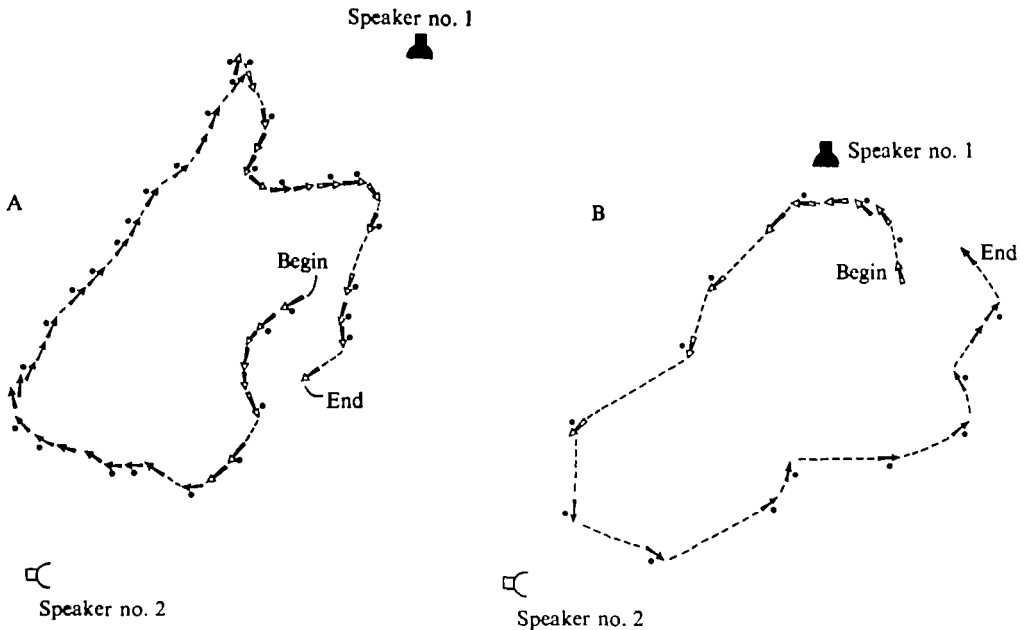 Speaker no. 1
A
Begin
End
Speaker no. 2
Speaker no. 1
B
Begin
End
Speaker no. 2